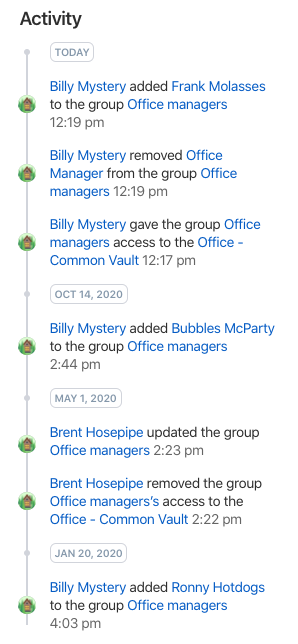 Activity
TODAY
Billy Mystery added Frank Molasses
to the group Office managers
12:19 pm
Billy Mystery removed Office
Manager from the group Office
managers 12:19 pm
Billy Mystery gave the group Office
managers access to the Office -
Common Vault 12:17 pm
OCT 14, 2020
Billy Mystery added Bubbles McParty
to the group Office managers
2:44 pm
MAY 1, 2020
Brent Hosepipe updated the group
Office managers 2:23 pm
Brent Hosepipe removed the group
Office managers's access to the
Office - Common Vault 2:22 pm
JAN 20, 2020
Billy Mystery added Ronny Hotdogs
to the group Office managers
4:03 pm